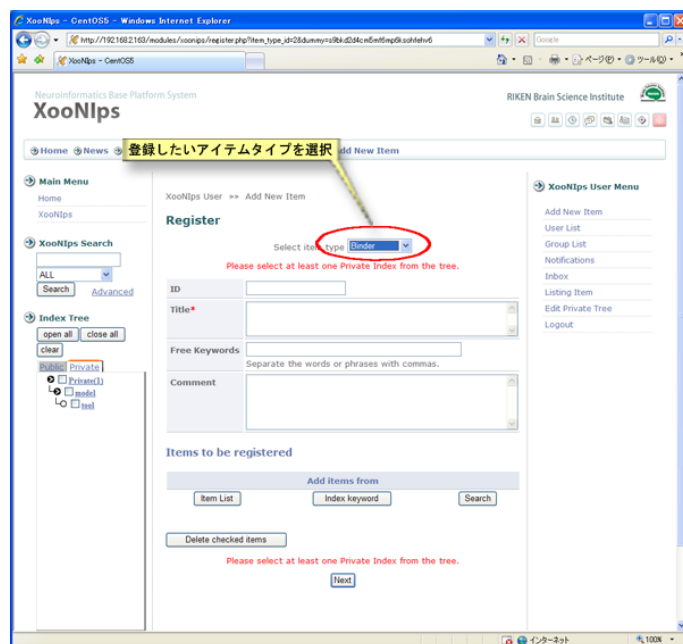 XooNIps - CentOS5 - Windows Internet Explorer
http://192.168.2.163/modules/xoonips/register.php?item_type_id=2&dummy=
Google
XooNIps - CentOS5
ページ(P)
ツール(O)
Neuroinformatics Base Platform System
XooNIps
RIKEN Brain Science Institute
Home News
登録したいアイテムタイプを選択
dd New Item
Main Menu
Home
XooNIps
XooNIps Search
ALL
Search Advanced
Index Tree
open all close all
clear
Public Private
Private(1)
model
tool
XooNIps User »» Add New Item
Register
Select item type Binder
Please select at least one Private Index from the tree.
ID
Title*
Free Keywords
Separate the words or phrases with commas.
Comment
Items to be registered
Add items from
Item List Index keyword Search
Delete checked items
Please select at least one Private Index from the tree.
Next
XooNIps User Menu
Add New Item
User List
Group List
Notifications
Inbox
Listing Item
Edit Private Tree
Logout
インターネット
100%